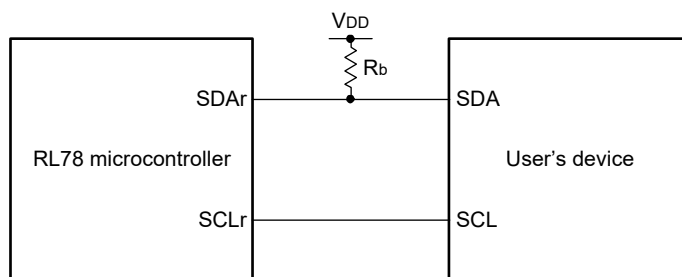 VDD
Rb
SDAr
SDA
RL78 microcontroller
User's device
SCLr
SCL